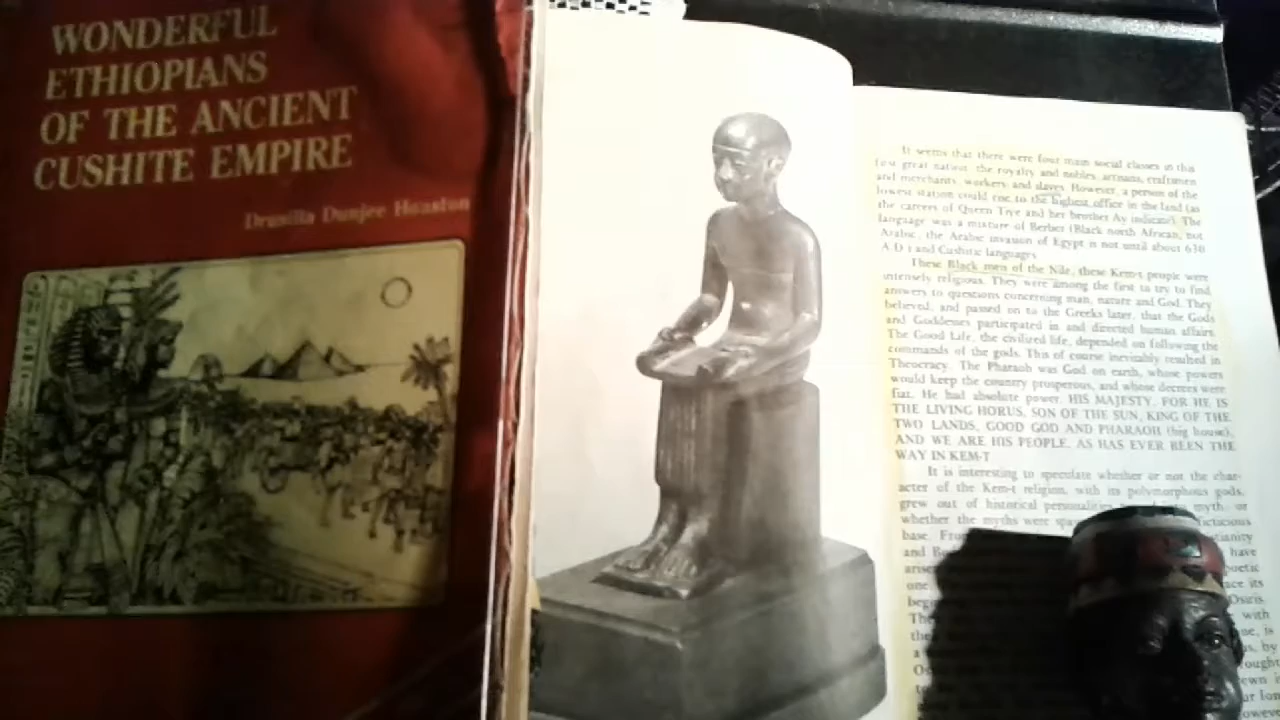 WONDERFUL
ETHIOPIANS
OF THE ANCIENT
CUSHITE EMPIRE
Drusilla Dunjee Houston
It seems that there were four main social classes in this
first great nation: the royalty and nobles, artisans, craftsmen
and merchants, workers and slaves. However, a person of the
lowest station could rise to the highest office in the land (as
the careers of Queen Tiye and her brother Ay indicate). The
language was a mixture of Berber (Black north African, not
Arabic, the Arabic invasion of Egypt is not until about 630
A.D.) and Cushitic languages.
These Black men of the Nile, these Kem-t people were
intensely religious. They were among the first to try to find
answers to questions concerning man, nature and God. They
believed, and passed on to the Greeks later, that the Gods
and Goddesses participated in and directed human affairs.
The Good Life, the civilized life, depended on following the
commands of the gods. This of course inevitably resulted in
Theocracy. The Pharaoh was God on earth, whose powers
would keep the country prosperous, and whose decrees were
fiat. He had absolute power. HIS MAJESTY, FOR HE IS
THE LIVING HORUS, SON OF THE SUN, KING OF THE
TWO LANDS, GOOD GOD AND PHARAOH (big house),
AND WE ARE HIS PEOPLE, AS HAS EVER BEEN THE
WAY IN KEM-T
It is interesting to speculate whether or not the char-
acter of the Kem-t religion, with its polymorphous gods,
grew out of historical myth, or
whether the myths were
base.
and have
one
Osiris.
with